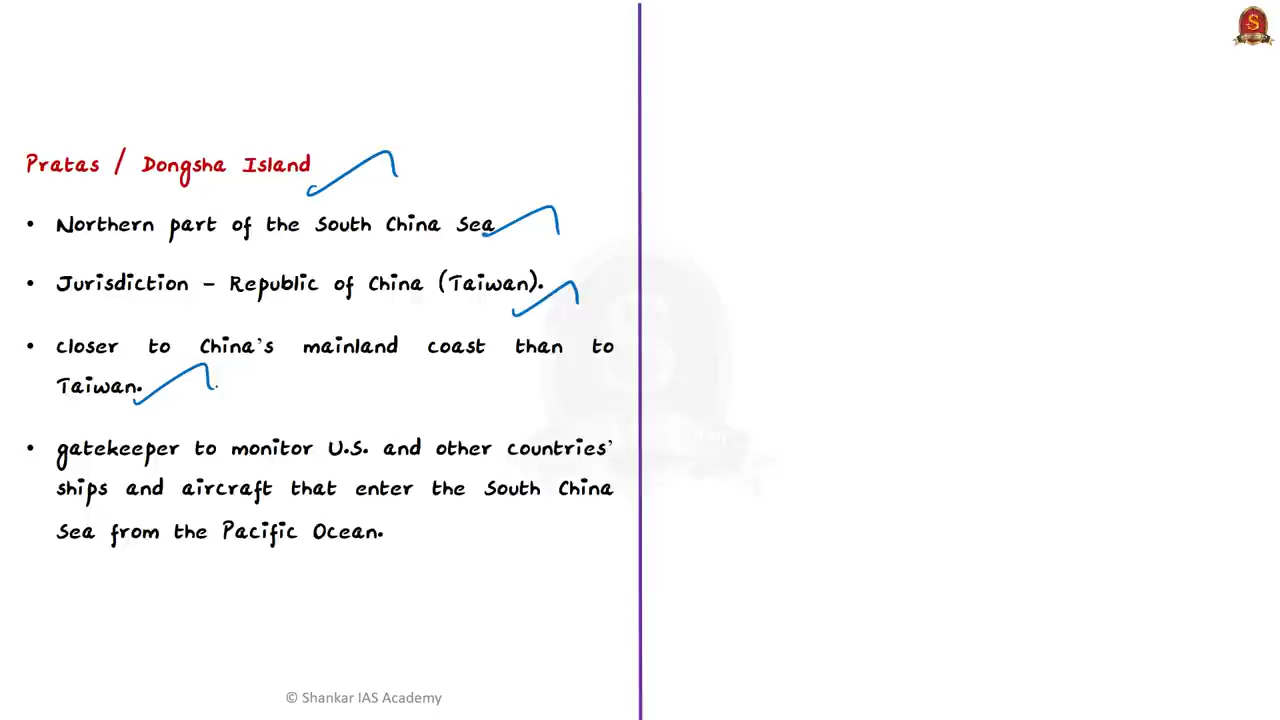 Pratas / Dongsha Island
• Northern part of the South China Sea
• Jurisdiction – Republic of China (Taiwan).
• closer to China's mainland coast than to
Taiwan.
• gatekeeper to monitor U.S. and other countries'
ships and aircraft that enter the South China
Sea from the Pacific Ocean.
© Shankar IAS Academy